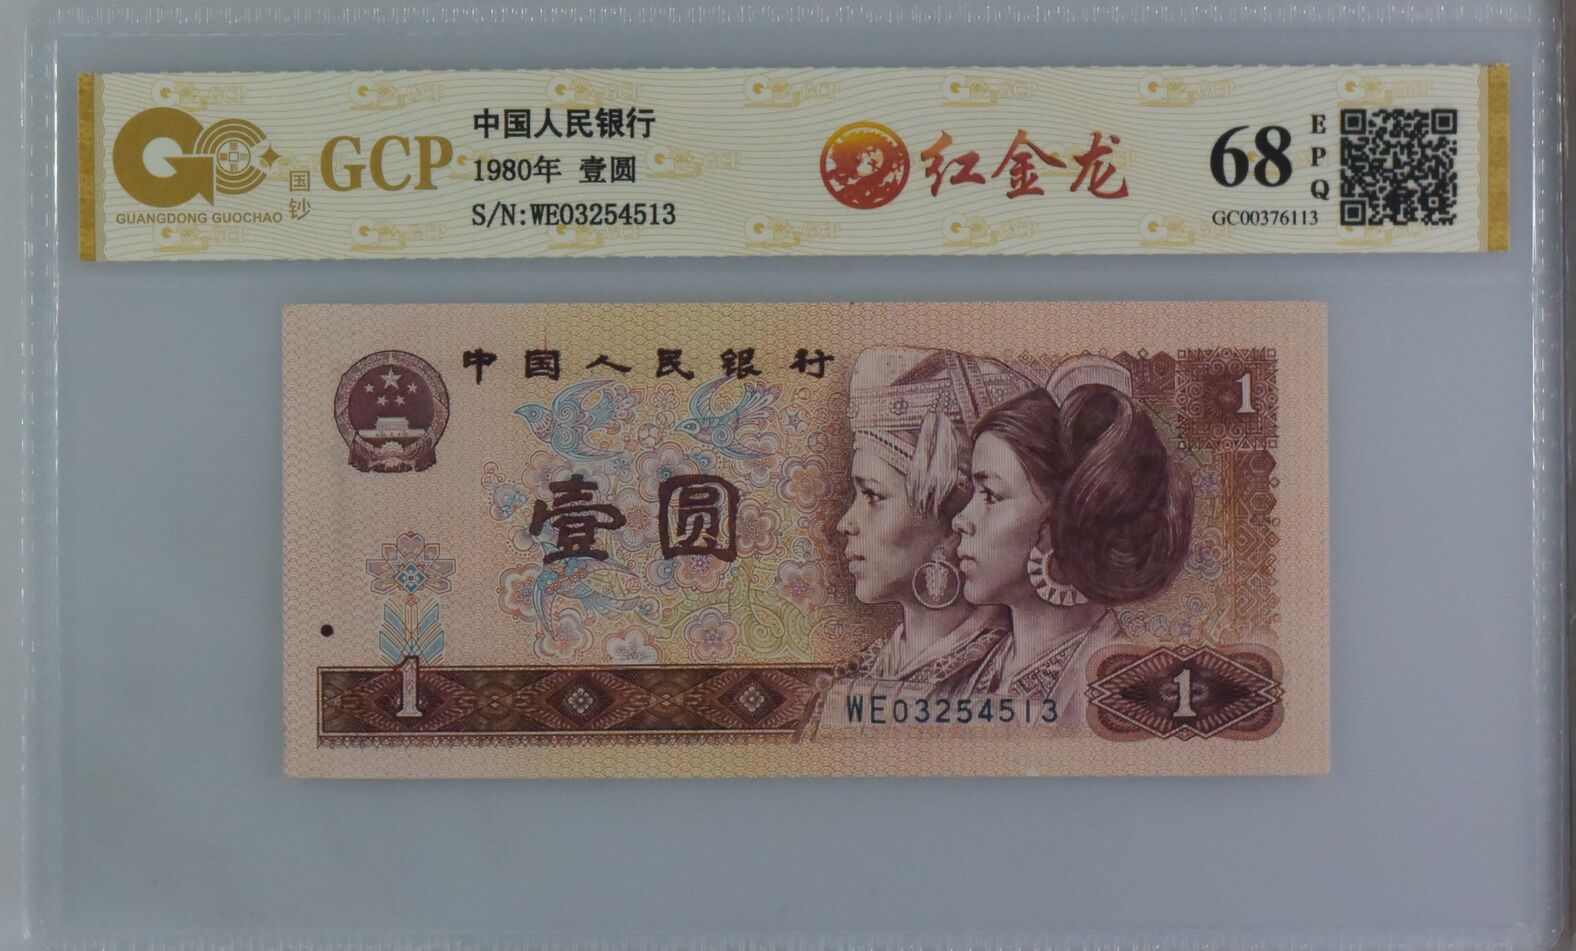 GUANGDONG GUOCHAO
国钞
GCP
中国人民银行
1980年 壹圆
S/N:WE03254513
红金龙
68
EPQ
GC00376113
中国人民银行
1
壹圆
1
WE03254513
1